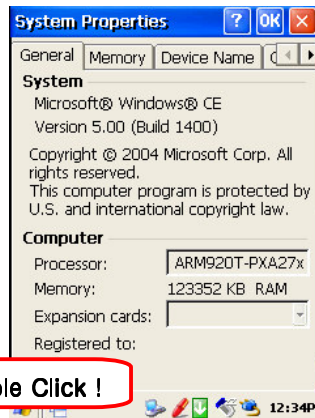 System Properties ? OK ×
General Memory Device Name
System
Microsoft® Windows® CE
Version 5.00 (Build 1400)
Copyright © 2004 Microsoft Corp. All
rights reserved.
This computer program is protected by
U.S. and international copyright law.
Computer
Processor: ARM920T-PXA27x
Memory: 123352 KB RAM
Expansion cards:
Registered to:
Click !
12:34P